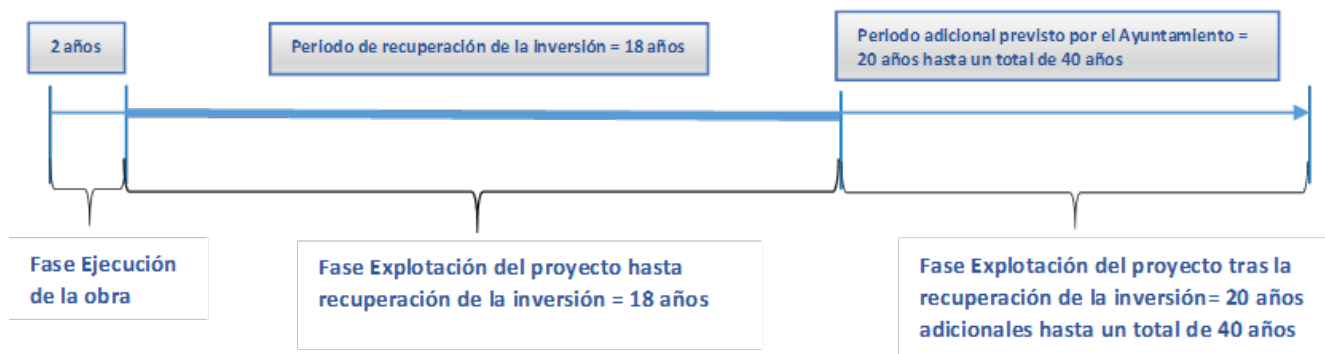 2 años
Periodo de recuperación de la inversión = 18 años
Periodo adicional previsto por el Ayuntamiento =
20 años hasta un total de 40 años
Fase Ejecución
de la obra
Fase Explotación del proyecto hasta
recuperación de la inversión = 18 años
Fase Explotación del proyecto tras la
recuperación de la inversión= 20 años
adicionales hasta un total de 40 años